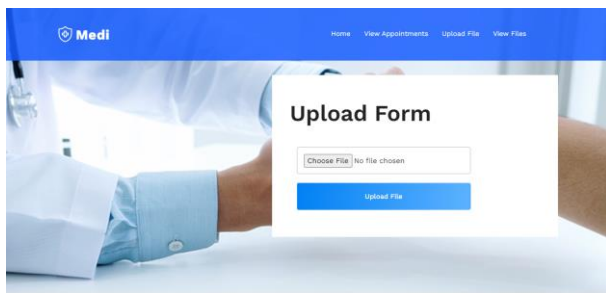 Medi
Home View Appointments Upload File View Files
Upload Form
Choose File No file chosen
Upload File